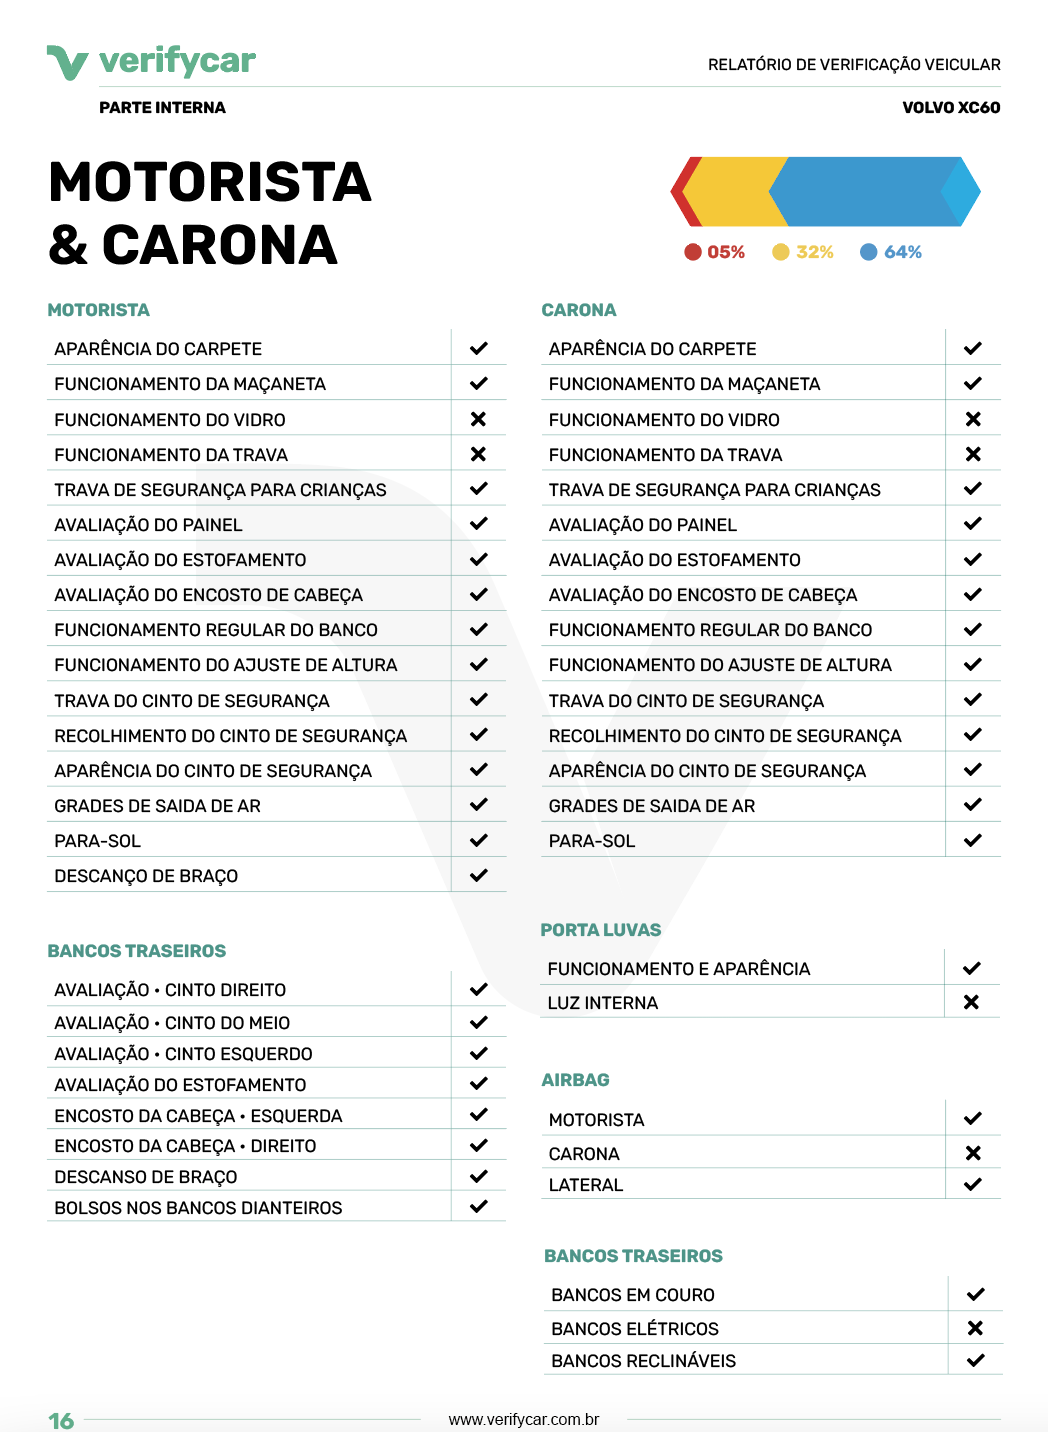 verifycar
RELATÓRIO DE VERIFICAÇÃO VEICULAR
PARTE INTERNA
VOLVO XC60
MOTORISTA
& CARONA
05%
32%
64%
MOTORISTA
APARÊNCIA DO CARPETE
FUNCIONAMENTO DA MAÇANETA
FUNCIONAMENTO DO VIDRO
FUNCIONAMENTO DA TRAVA
TRAVA DE SEGURANÇA PARA CRIANÇAS
AVALIAÇÃO DO PAINEL
AVALIAÇÃO DO ESTOFAMENTO
AVALIAÇÃO DO ENCOSTO DE CABEÇA
FUNCIONAMENTO REGULAR DO BANCO
FUNCIONAMENTO DO AJUSTE DE ALTURA
TRAVA DO CINTO DE SEGURANÇA
RECOLHIMENTO DO CINTO DE SEGURANÇA
APARÊNCIA DO CINTO DE SEGURANÇA
GRADES DE SAIDA DE AR
PARA-SOL
DESCANÇO DE BRAÇO
BANCOS TRASEIROS
AVALIAÇÃO • CINTO DIREITO
AVALIAÇÃO • CINTO DO MEIO
AVALIAÇÃO • CINTO ESQUERDO
AVALIAÇÃO DO ESTOFAMENTO
ENCOSTO DA CABEÇA • ESQUERDA
ENCOSTO DA CABEÇA • DIREITO
DESCANSO DE BRAÇO
BOLSOS NOS BANCOS DIANTEIROS
CARONA
APARÊNCIA DO CARPETE
FUNCIONAMENTO DA MAÇANETA
FUNCIONAMENTO DO VIDRO
FUNCIONAMENTO DA TRAVA
TRAVA DE SEGURANÇA PARA CRIANÇAS
AVALIAÇÃO DO PAINEL
AVALIAÇÃO DO ESTOFAMENTO
AVALIAÇÃO DO ENCOSTO DE CABEÇA
FUNCIONAMENTO REGULAR DO BANCO
FUNCIONAMENTO DO AJUSTE DE ALTURA
TRAVA DO CINTO DE SEGURANÇA
RECOLHIMENTO DO CINTO DE SEGURANÇA
APARÊNCIA DO CINTO DE SEGURANÇA
GRADES DE SAIDA DE AR
PARA-SOL
PORTA LUVAS
FUNCIONAMENTO E APARÊNCIA
LUZ INTERNA
AIRBAG
MOTORISTA
CARONA
LATERAL
BANCOS TRASEIROS
BANCOS EM COURO
BANCOS ELÉTRICOS
BANCOS RECLINÁVEIS
16
www.verifycar.com.br